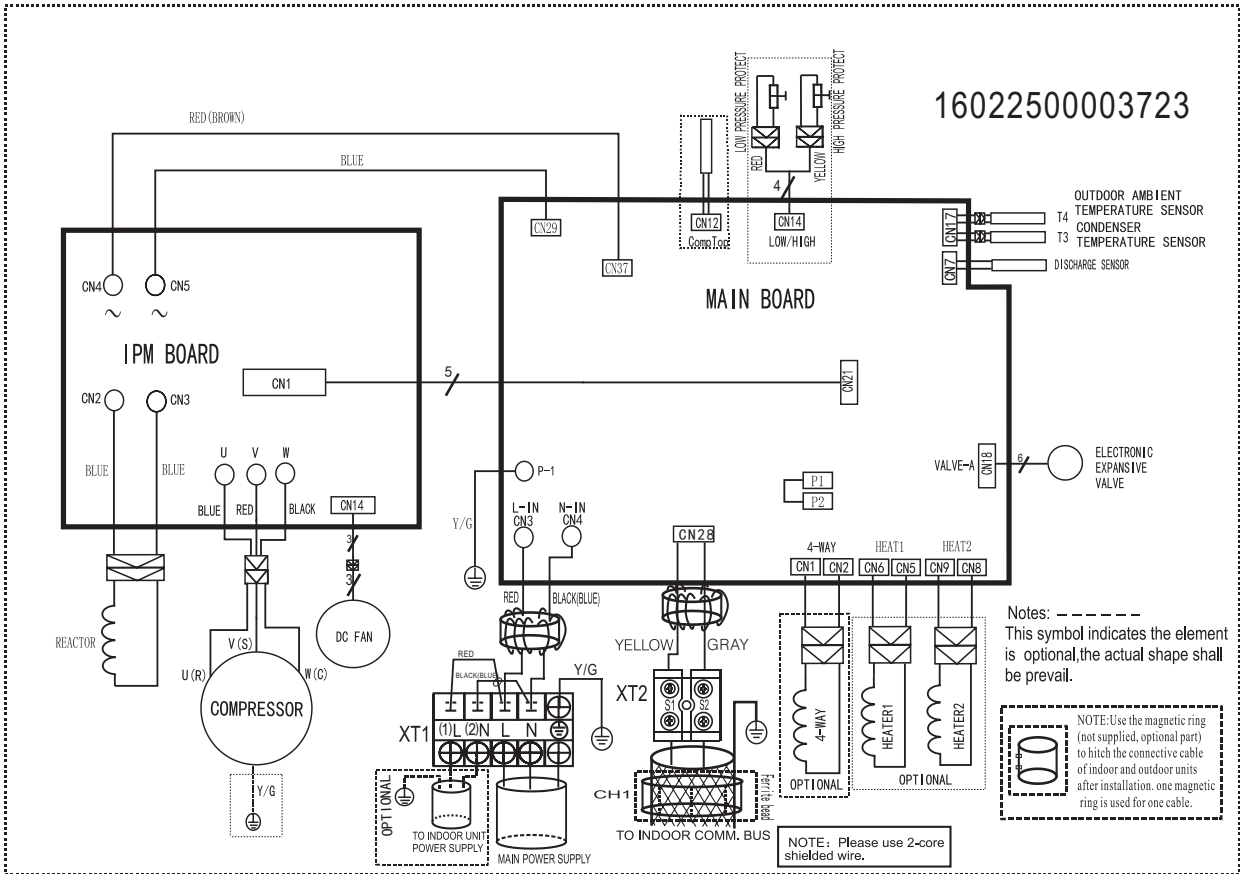 16022500003723
RED(BROWN)
BLUE
LOW PRESSURE PROTECT
HIGH PRESSURE PROTECT
RED
YELLOW
4
CN12
CompTop
CN14
LOW/HIGH
CN29
CN37
CN17
CN7
T4
OUTDOOR AMBIENT
TEMPERATURE SENSOR
T3
CONDENSER
TEMPERATURE SENSOR
DISCHARGE SENSOR
CN4
CN5
~
~
IPM BOARD
MAIN BOARD
CN1
5
CN21
CN2
CN3
BLUE
BLUE
U
V
W
BLUE
RED
BLACK
CN14
3
3
DC FAN
REACTOR
V(S)
U(R)
W(C)
COMPRESSOR
Y/G
P-1
Y/G
L-IN
CN3
N-IN
CN4
RED
BLACK(BLUE)
RED
BLACK(BLUE)
Y/G
XT1
(1)L
(2)N
L
N
OPTIONAL
TO INDOOR UNIT
POWER SUPPLY
MAIN POWER SUPPLY
CN28
YELLOW
GRAY
XT2
S1
S2
CH1
Ferrite bead
TO INDOOR COMM. BUS
P1
P2
VALVE-A
CN18
6
ELECTRONIC
EXPANSIVE
VALVE
4-WAY
HEAT1
HEAT2
CN1
CN2
CN6
CN5
CN9
CN8
4-WAY
HEATER1
HEATER2
OPTIONAL
OPTIONAL
NOTE: Please use 2-core
shielded wire.
Notes: – – – – – –
This symbol indicates the element
is optional,the actual shape shall
be prevail.
NOTE:Use the magnetic ring
(not supplied, optional part)
to hitch the connective cable
of indoor and outdoor units
after installation. one magnetic
ring is used for one cable.